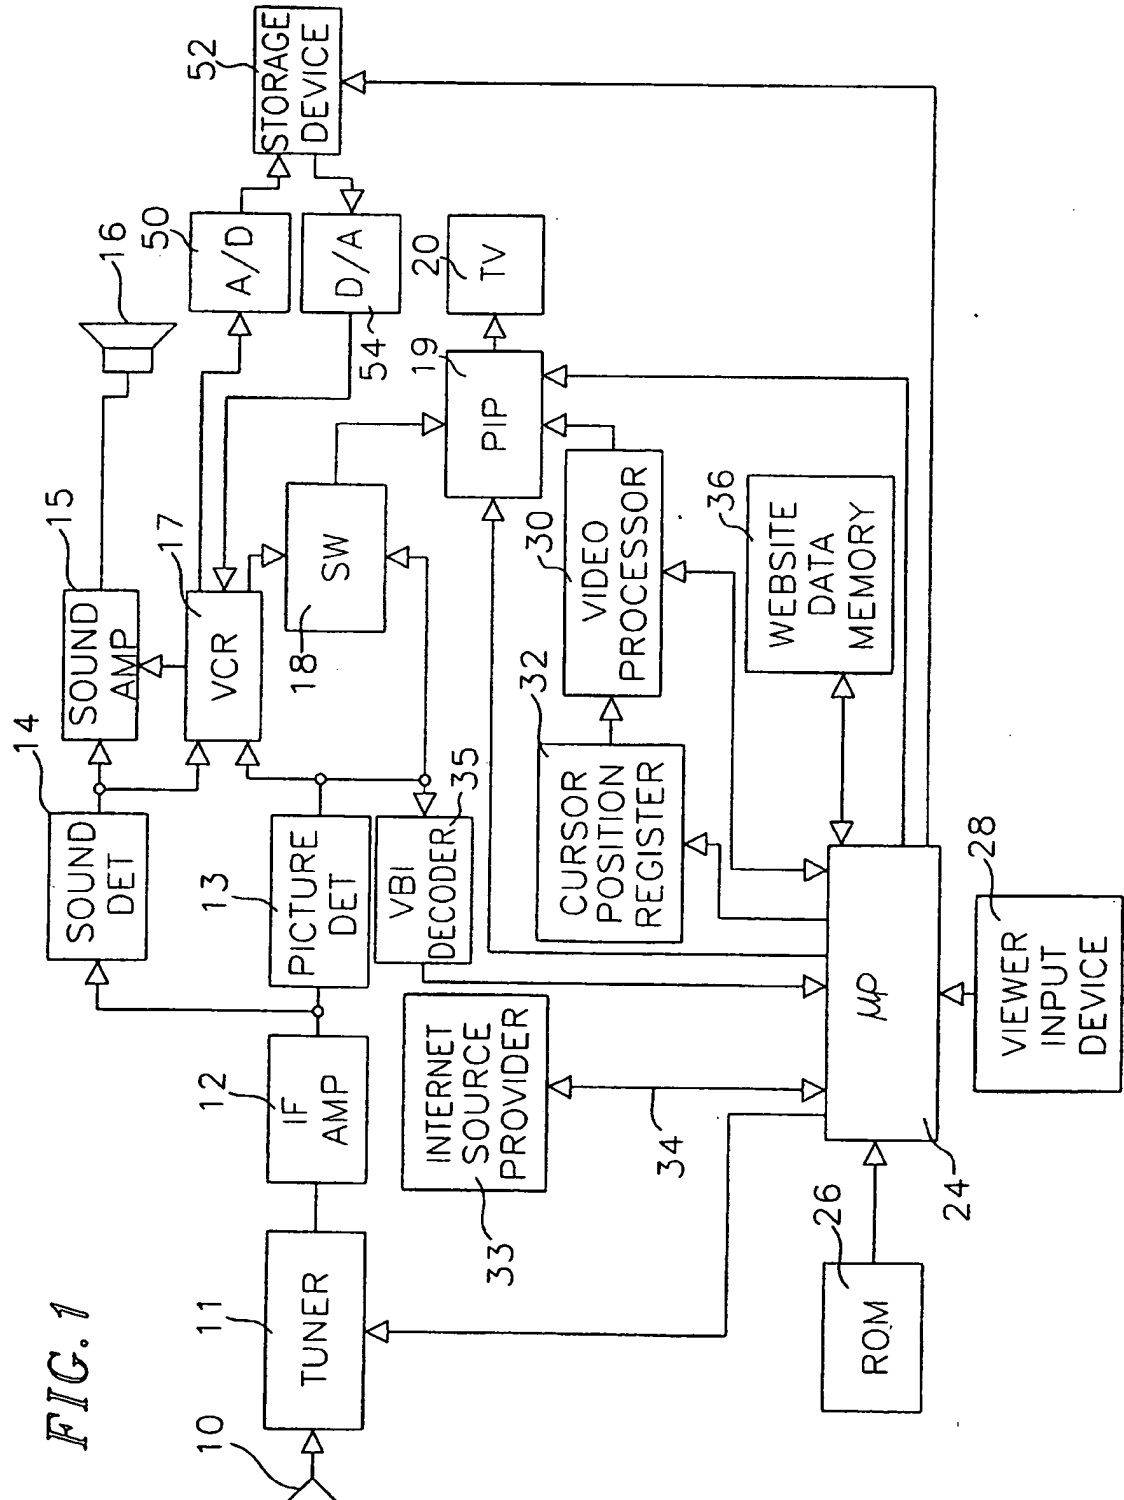 FIG. 1
10
11
TUNER
12
IF
AMP
13
PICTURE
DET
14
SOUND
DET
15
SOUND
AMP
16
17
VCR
18
SW
50
A/D
52
STORAGE
DEVICE
54
D/A
19
PIP
20
TV
35
VBI
DECODER
33
INTERNET
SOURCE
PROVIDER
34
32
CURSOR
POSITION
REGISTER
30
VIDEO
PROCESSOR
36
WEBSITE
DATA
MEMORY
26
ROM
24
μP
28
VIEWER
INPUT
DEVICE